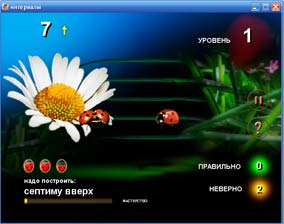 интервалы
7 ↑
УРОВЕНЬ 1
?
ПРАВИЛЬНО 0
надо построить:
септиму вверх
НЕВЕРНО 2
МАСТЕРСТВО